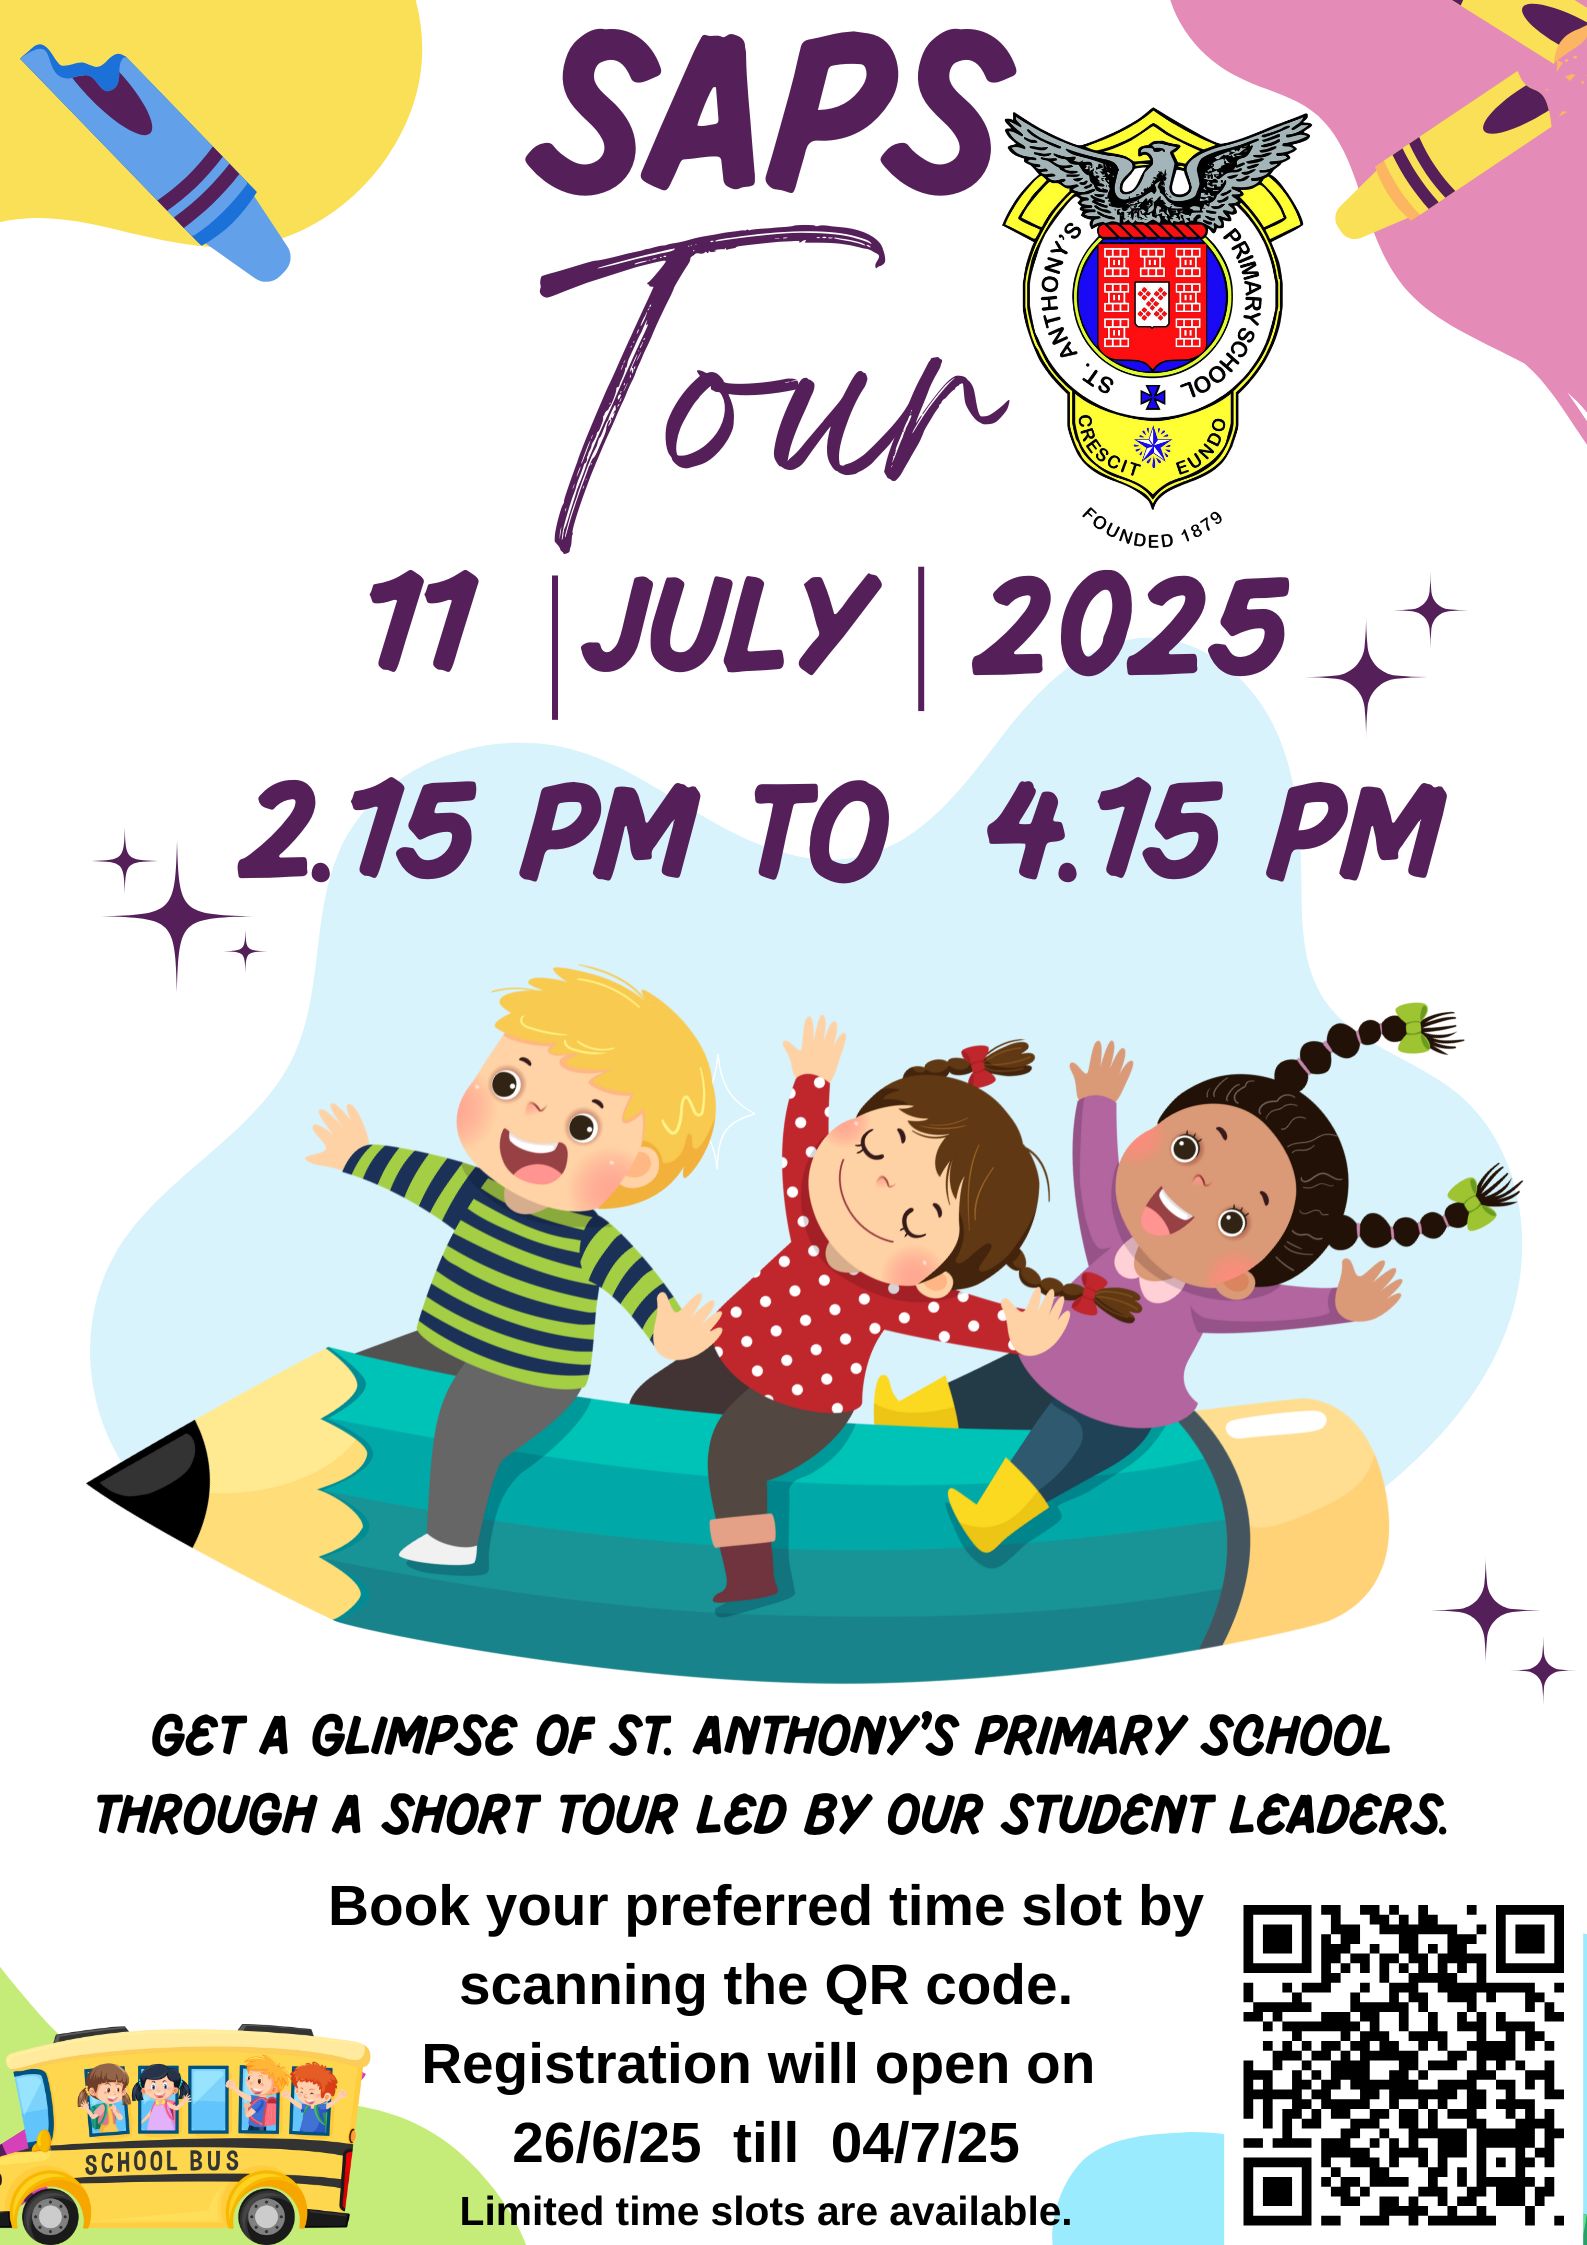 SAPS
Tour
ST. ANTHONY'S PRIMARY SCHOOL
CRESCIT EUNDO
FOUNDED 1879
11 | JULY | 2025
2.15 PM TO 4.15 PM
GET A GLIMPSE OF ST. ANTHONY'S PRIMARY SCHOOL
THROUGH A SHORT TOUR LED BY OUR STUDENT LEADERS.
Book your preferred time slot by
scanning the QR code.
Registration will open on
26/6/25 till 04/7/25
Limited time slots are available.
SCHOOL BUS